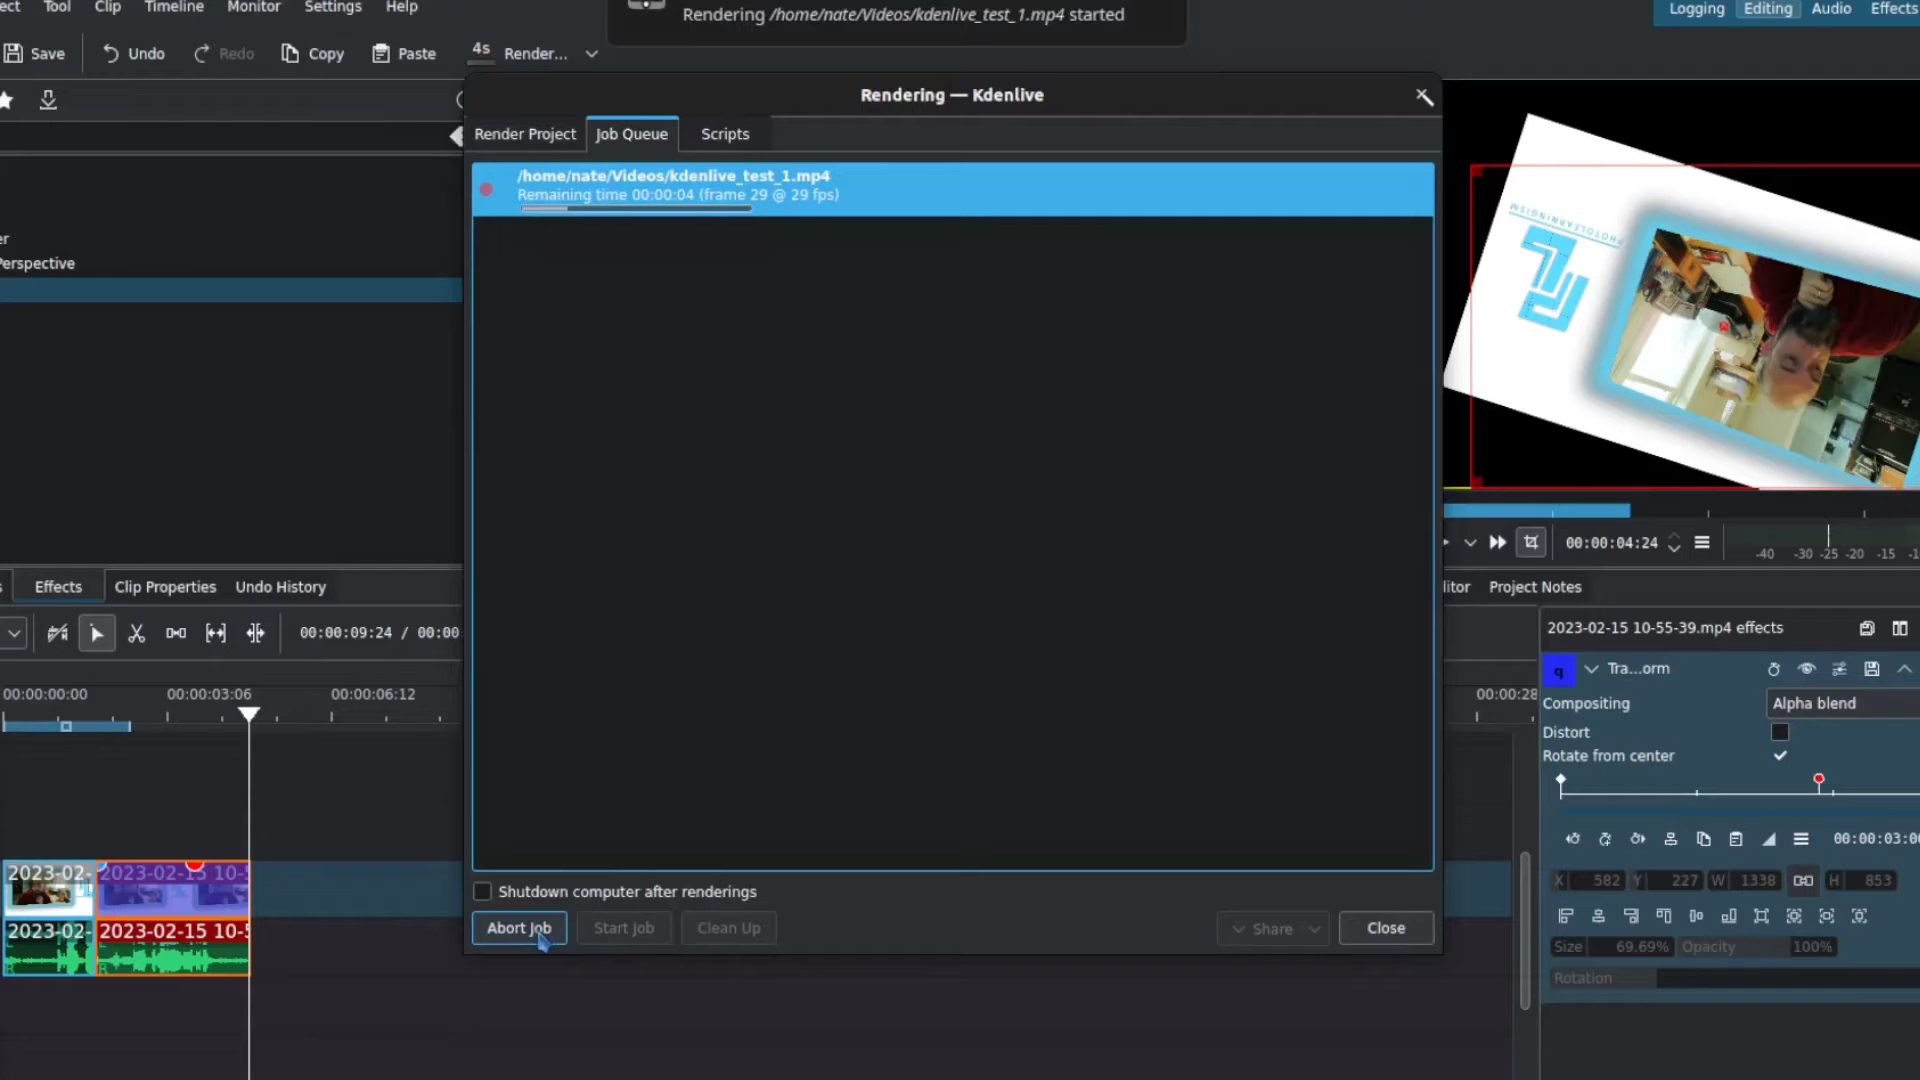 ect Tool Clip Timeline Monitor Settings Help
Rendering /home/nate/Videos/kdenlive_test_1.mp4 started
Logging Editing Audio Effects
Save Undo Redo Copy Paste 4s Render...
Rendering — Kdenlive
Render Project Job Queue Scripts
/home/nate/Videos/kdenlive_test_1.mp4
Remaining time 00:00:04 (frame 29 @ 29 fps)
PHOTOLEARNINGISM
er
Perspective
00:00:04:24
-40 -30 -25 -20 -15 -1
s Effects Clip Properties Undo History
litor Project Notes
00:00:09:24 / 00:00
2023-02-15 10-55-39.mp4 effects
q Tra...orm
00:00:00:00 00:00:03:06 00:00:06:12
00:00:28
Compositing Alpha blend
Distort
Rotate from center
00:00:03:0
2023-02- 2023-02-15 10-5
X 582 Y 227 W 1338 H 853
Shutdown computer after renderings
Abort Job Start Job Clean Up Share Close
2023-02- 2023-02-15 10-5
L
R
Size 69.69% Opacity 100%
Rotation